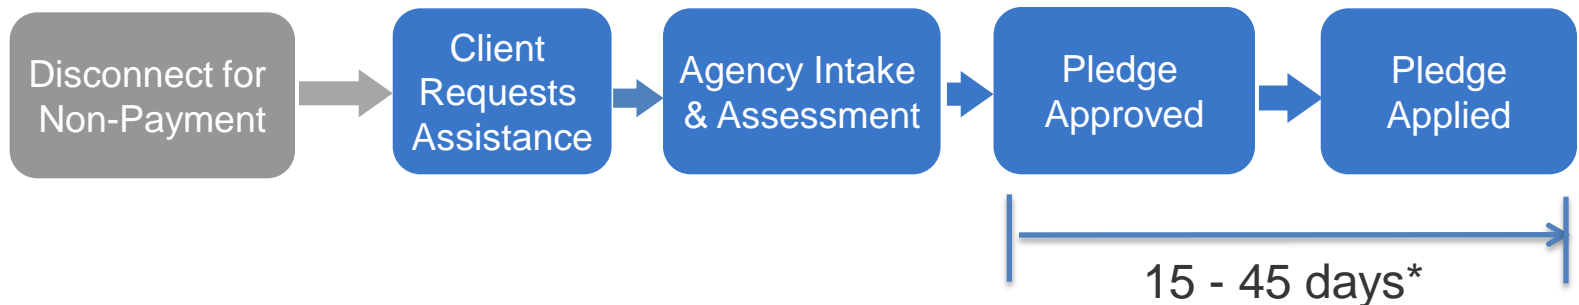 Disconnect for
Non-Payment
Client
Requests
Assistance
Agency Intake
& Assessment
Pledge
Approved
Pledge
Applied
15 - 45 days*